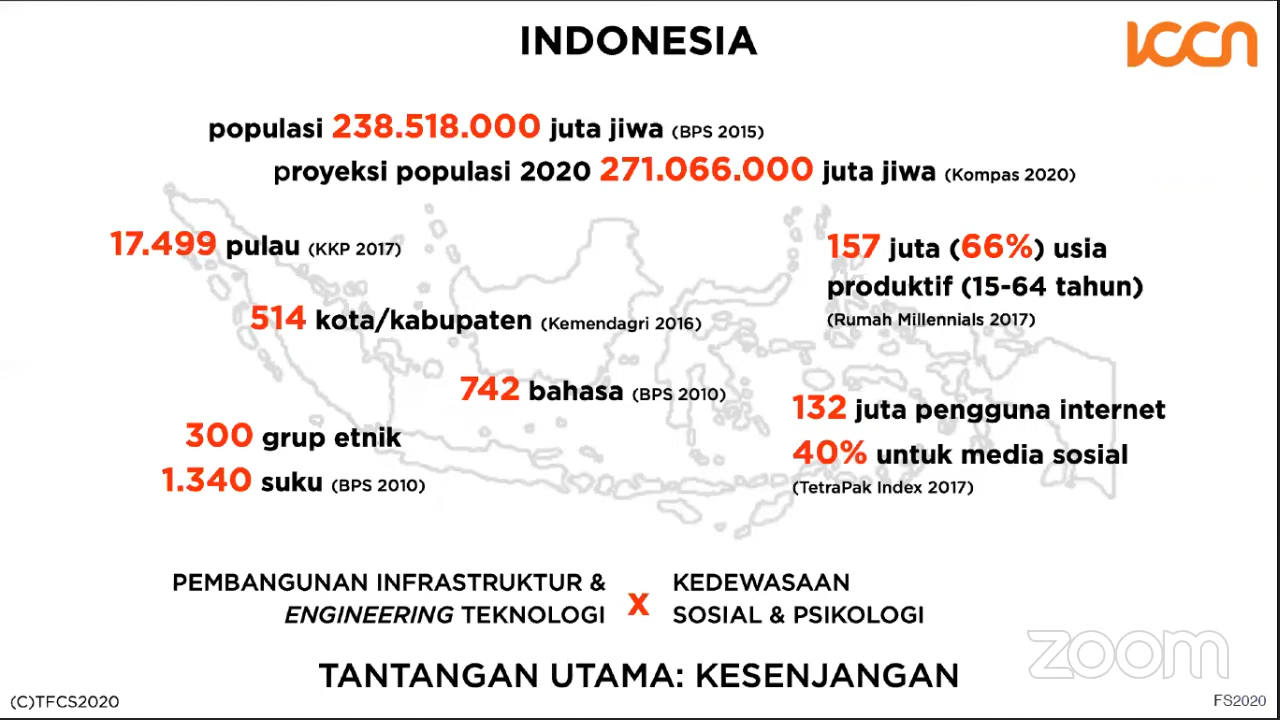 INDONESIA
ICCN
populasi 238.518.000 juta jiwa (BPS 2015)
proyeksi populasi 2020 271.066.000 juta jiwa (Kompas 2020)
17.499 pulau (KKP 2017)
157 juta (66%) usia
produktif (15-64 tahun)
(Rumah Millennials 2017)
514 kota/kabupaten (Kemendagri 2016)
742 bahasa (BPS 2010)
132 juta pengguna internet
40% untuk media sosial
(TetraPak Index 2017)
300 grup etnik
1.340 suku (BPS 2010)
PEMBANGUNAN INFRASTRUKTUR &
ENGINEERING TEKNOLOGI
x
KEDEWASAAN
SOSIAL & PSIKOLOGI
zoom
TANTANGAN UTAMA: KESENJANGAN
(C)TFCS2020
FS2020